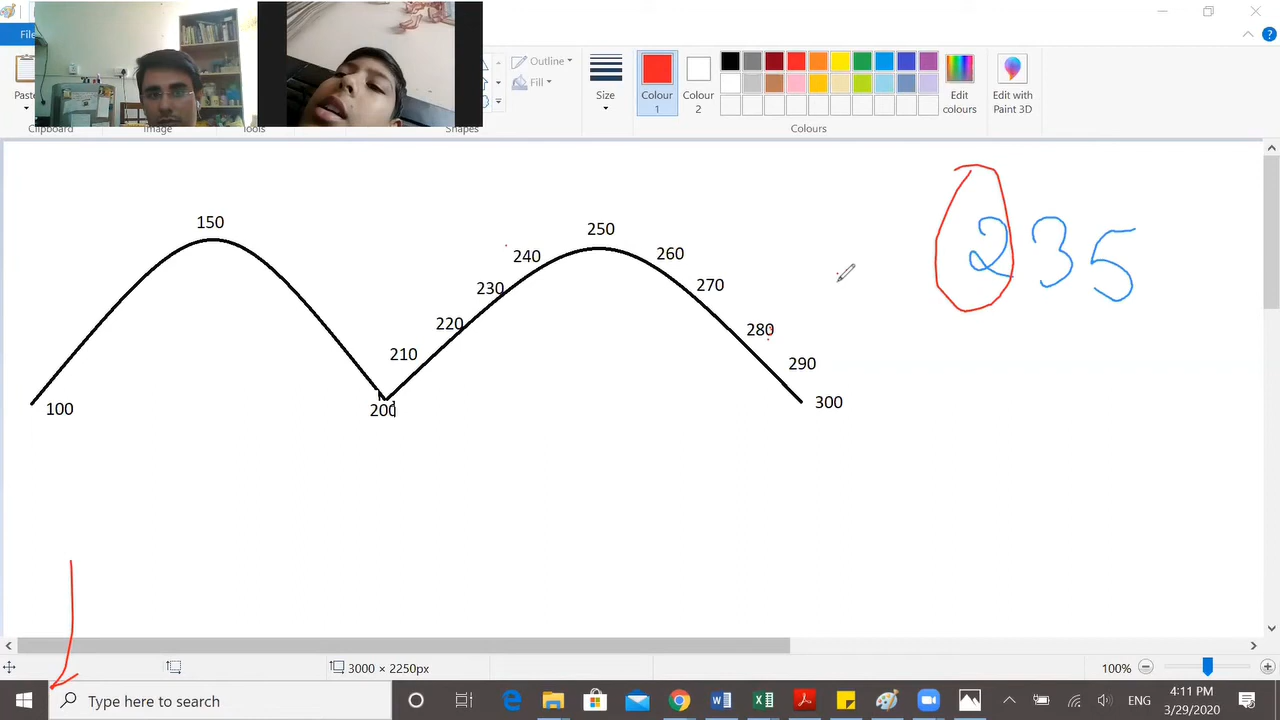 File
Paste
Outline
Fill
Size
Colour 1
Colour 2
Edit colours
Edit with Paint 3D
Clipboard
Image
Tools
Shapes
Colours
150
250
240
260
230
270
220
280
210
290
100
200
300
235
3000 × 2250px
100%
Type here to search
ENG
4:11 PM
3/29/2020